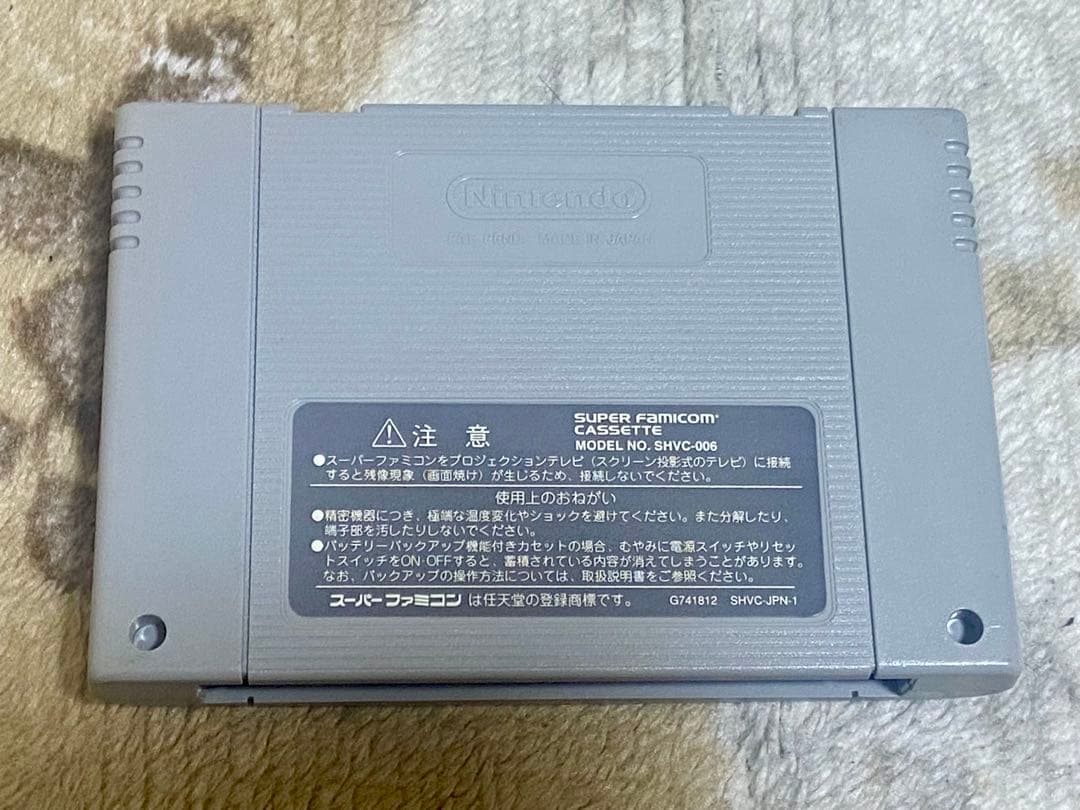 Nintendo
PAT. PEND. MADE IN JAPAN
注意
SUPER Famicom
CASSETTE
MODEL NO. SHVC-006
●スーパーファミコンをプロジェクションテレビ(スクリーン投影式のテレビ)に接続
すると残像現象(画面焼け)が生じるため、接続しないでください。
使用上のおねがい
●精密機器につき、極端な温度変化やショックを避けてください。また分解したり、
端子部を汚したりしないでください。
●バッテリーバックアップ機能付きカセットの場合、むやみに電源スイッチやリセッ
トスイッチをON・OFFすると、蓄積されている内容が消えてしまうことがあります。
なお、バックアップの操作方法については、取扱説明書をご参照ください。
スーパーファミコンは任天堂の登録商標です。 G741812 SHVC-JPN-1